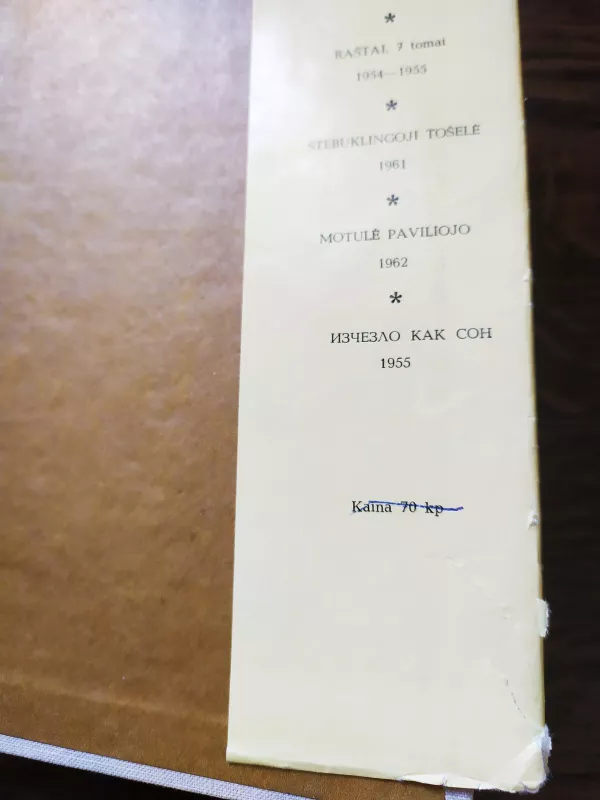 *
RAŠTAI, 7 tomai
1954—1955
*
STEBUKLINGOJI TOŠELĖ
1961
*
MOTULĖ PAVILIOJO
1962
*
ИЗЧЕЗЛО КАК СОН
1955
Kaina 70 kp